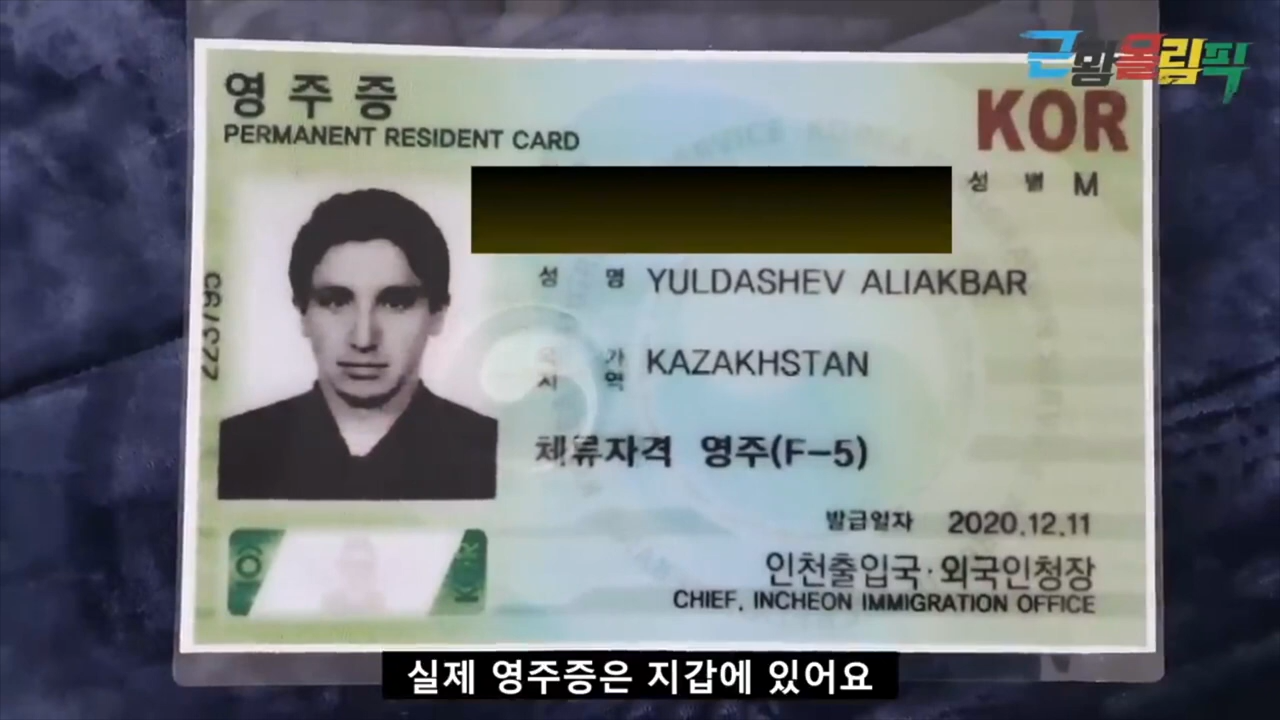 근황올림픽
영주증
PERMANENT RESIDENT CARD
KOR
성 별 M
성 명 YULDASHEV ALIAKBAR
국 가
지 역 KAZAKHSTAN
체류자격 영주(F-5)
발급일자 2020.12.11
인천출입국·외국인청장
CHIEF, INCHEON IMMIGRATION OFFICE
223795
KOR
실제 영주증은 지갑에 있어요